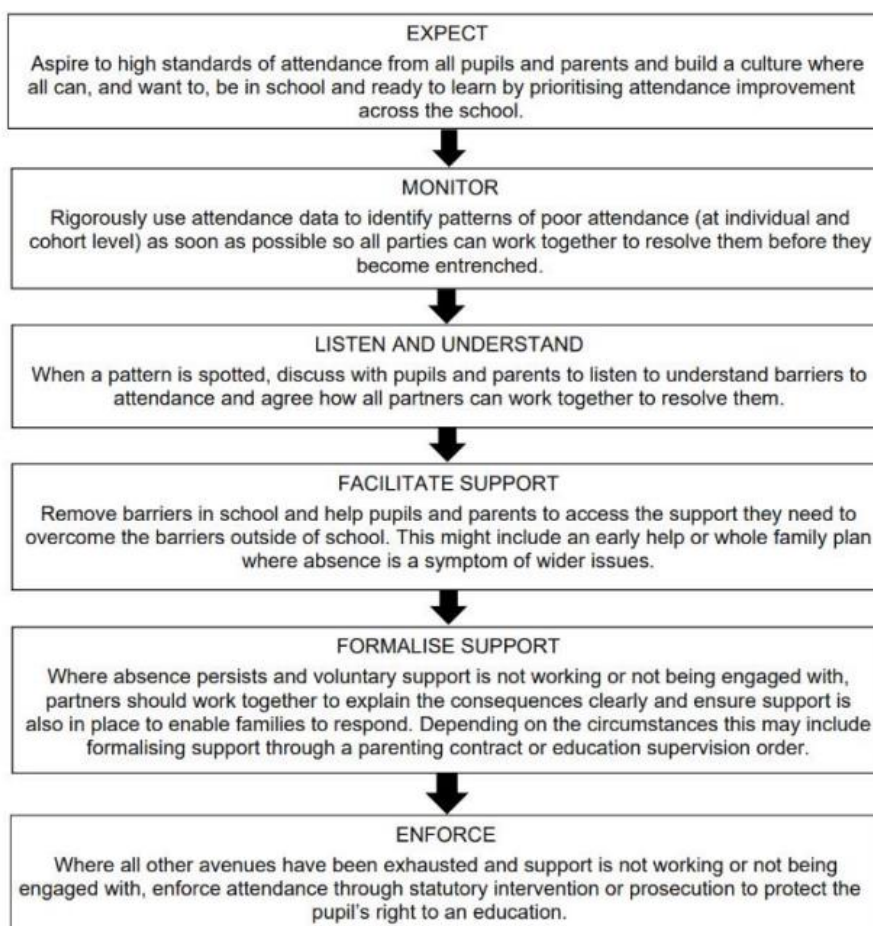 EXPECT
Aspire to high standards of attendance from all pupils and parents and build a culture where
all can, and want to, be in school and ready to learn by prioritising attendance improvement
across the school.
MONITOR
Rigorously use attendance data to identify patterns of poor attendance (at individual and
cohort level) as soon as possible so all parties can work together to resolve them before they
become entrenched.
LISTEN AND UNDERSTAND
When a pattern is spotted, discuss with pupils and parents to listen to understand barriers to
attendance and agree how all partners can work together to resolve them.
FACILITATE SUPPORT
Remove barriers in school and help pupils and parents to access the support they need to
overcome the barriers outside of school. This might include an early help or whole family plan
where absence is a symptom of wider issues.
FORMALISE SUPPORT
Where absence persists and voluntary support is not working or not being engaged with,
partners should work together to explain the consequences clearly and ensure support is
also in place to enable families to respond. Depending on the circumstances this may include
formalising support through a parenting contract or education supervision order.
ENFORCE
Where all other avenues have been exhausted and support is not working or not being
engaged with, enforce attendance through statutory intervention or prosecution to protect the
pupil's right to an education.